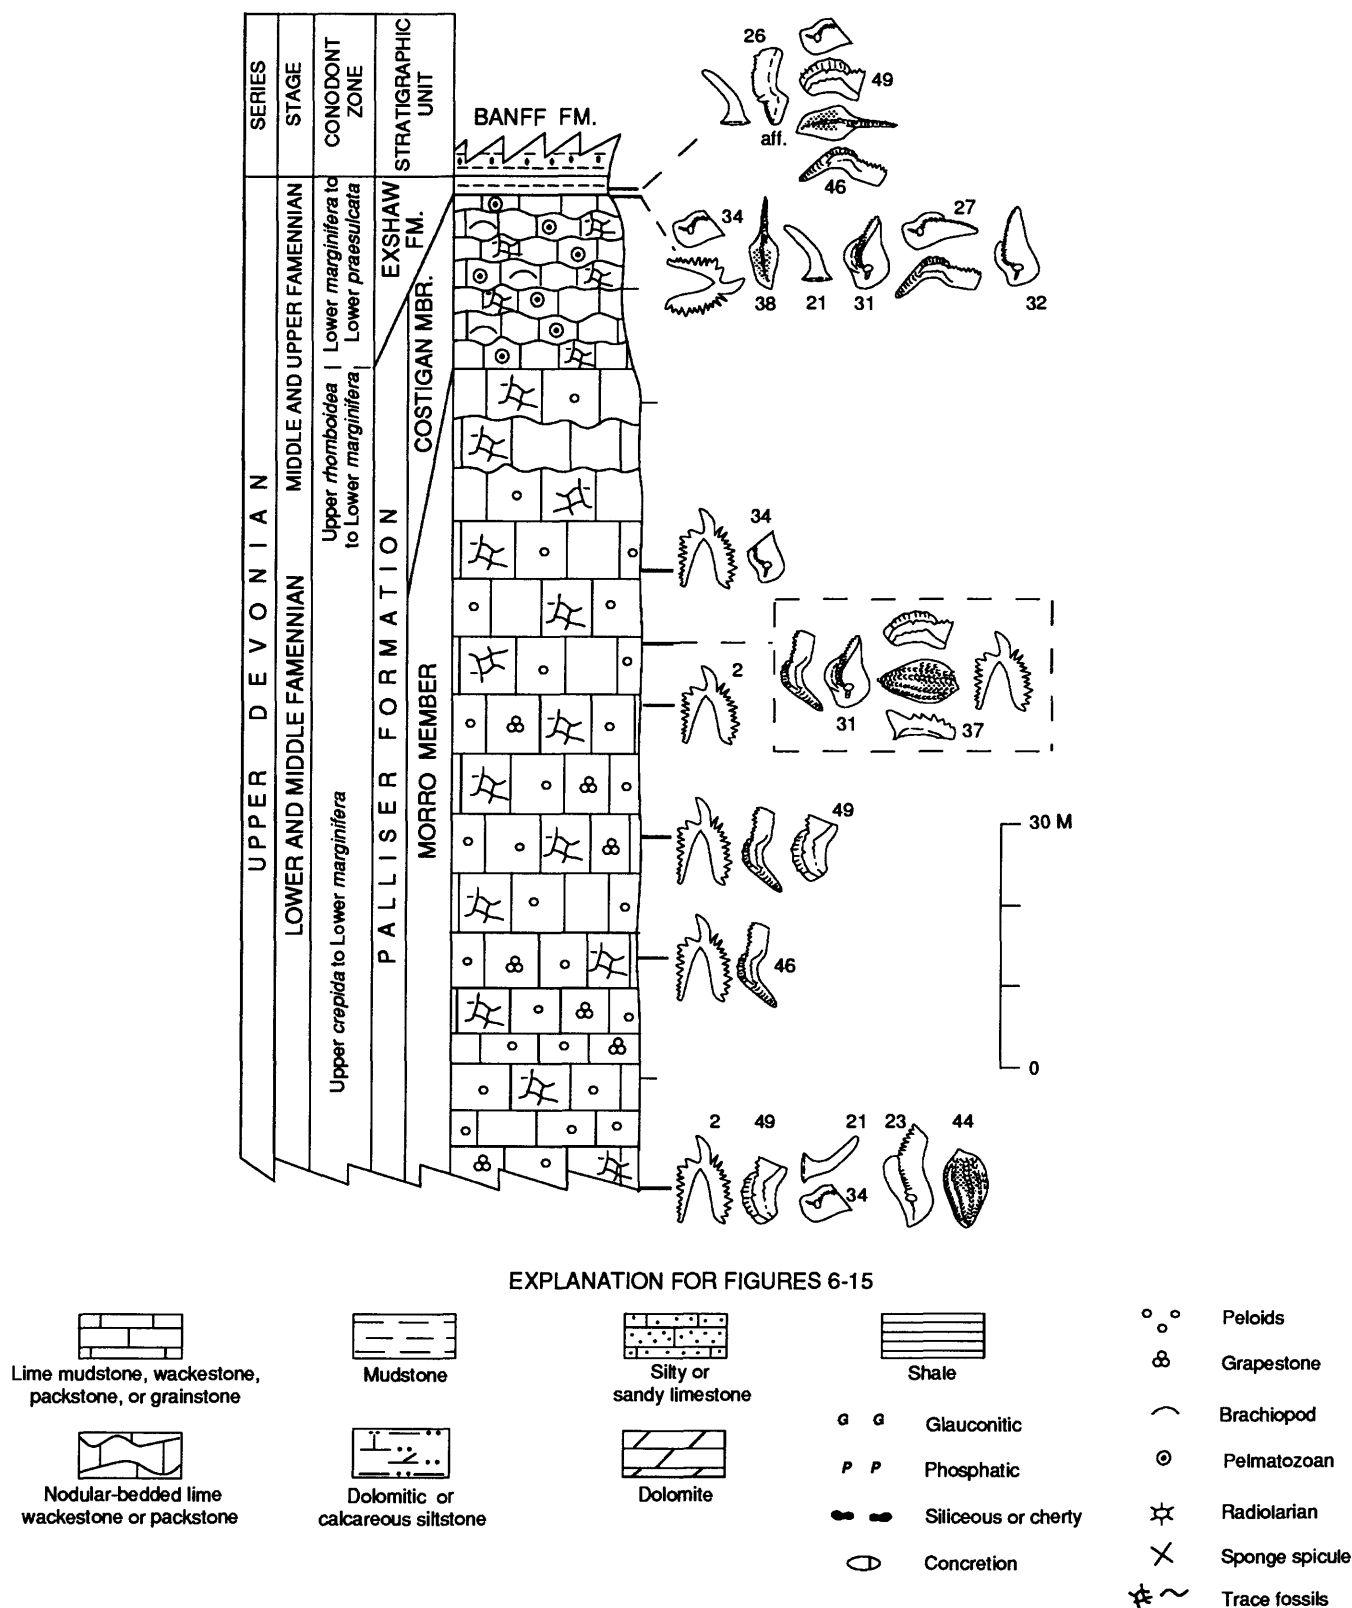 SERIES
STAGE
CONODONT
ZONE
STRATIGRAPHIC
UNIT
BANFF FM.
UPPER DEVONIAN
MIDDLE AND UPPER FAMENNIAN
LOWER AND MIDDLE FAMENNIAN
Lower marginifera to
Lower praesulcata
Upper rhomboidea
to Lower marginifera
Upper crepida to Lower marginifera
EXSHAW
FM.
PALLISER FORMATION
COSTIGAN MBR.
MORRO MEMBER
26
49
aff.
46
34
27
38
21
31
32
34
2
31
37
49
46
30 M
0
2
49
21
23
44
34
EXPLANATION FOR FIGURES 6-15
Lime mudstone, wackestone,
packstone, or grainstone
Mudstone
Silty or
sandy limestone
Shale
Nodular-bedded lime
wackestone or packstone
Dolomitic or
calcareous siltstone
Dolomite
G G Glauconitic
P P Phosphatic
Siliceous or cherty
Concretion
Peloids
Grapestone
Brachiopod
Pelmatozoan
Radiolarian
Sponge spicule
Trace fossils